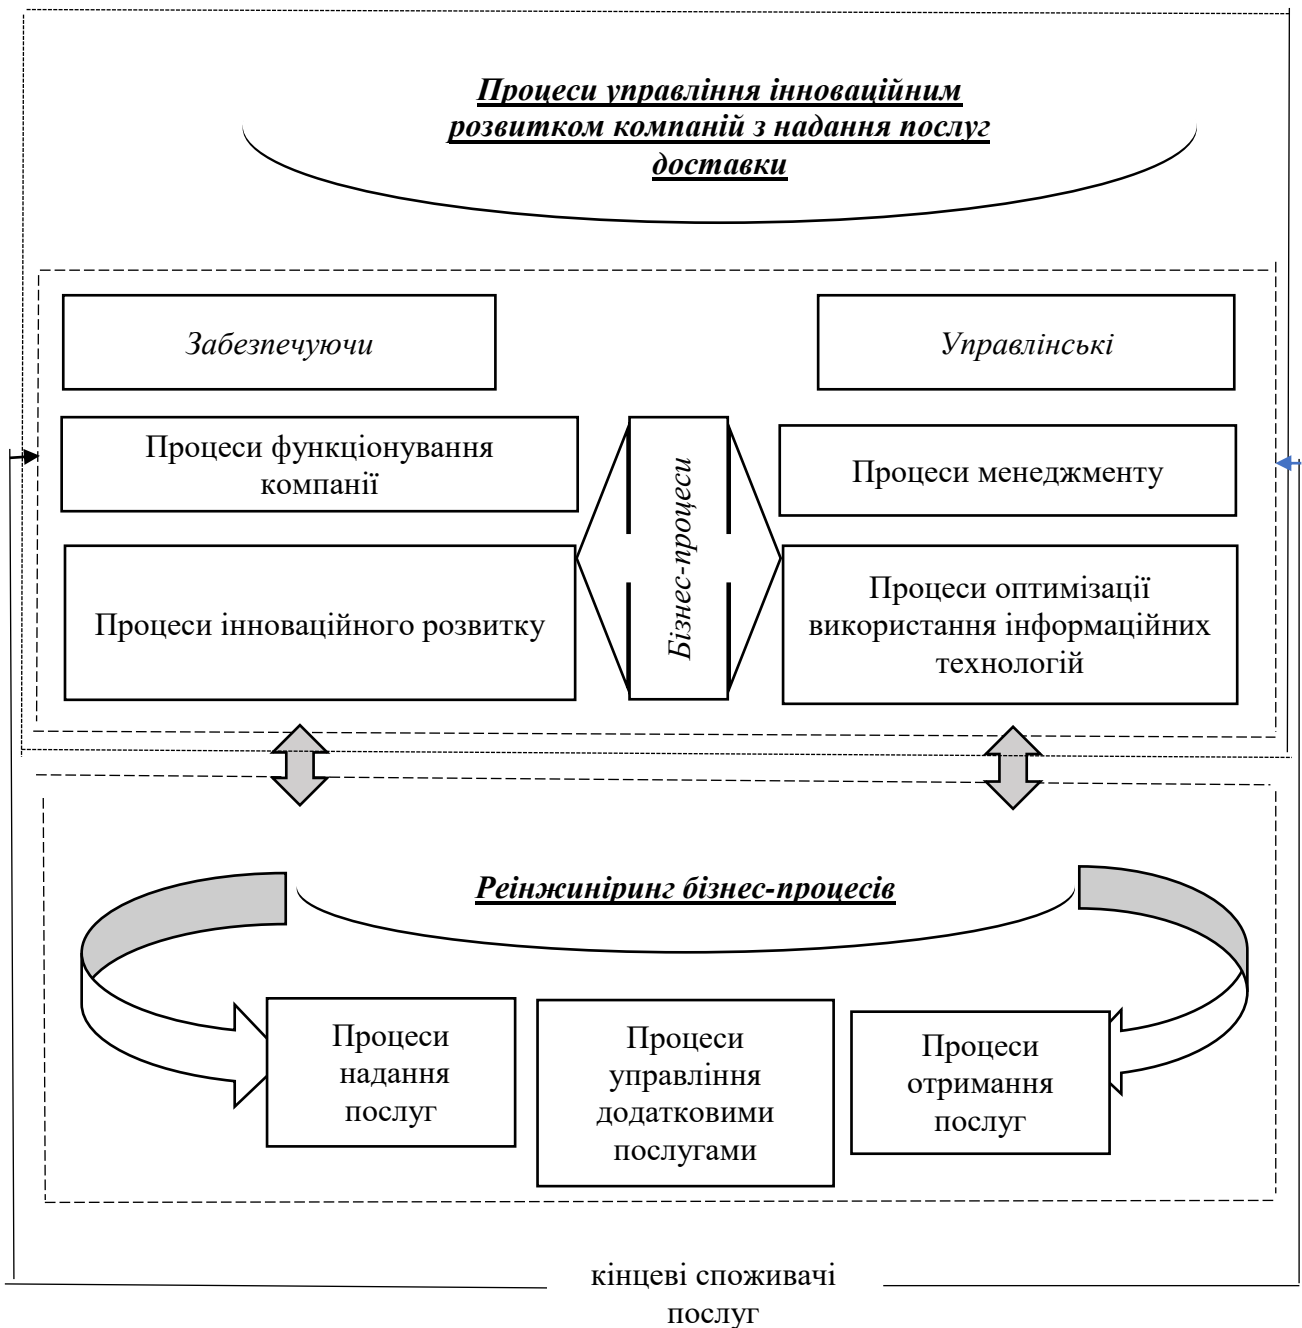 Процеси управління інноваційним
розвитком компаній з надання послуг
доставки
Забезпечуючи
Управлінські
Процеси функціонування
компанії
Процеси менеджменту
Бізнес-процеси
Процеси інноваційного розвитку
Процеси оптимізації
використання інформаційних
технологій
Реінжиніринг бізнес-процесів
Процеси
надання
послуг
Процеси
управління
додатковими
послугами
Процеси
отримання
послуг
кінцеві споживачі
послуг